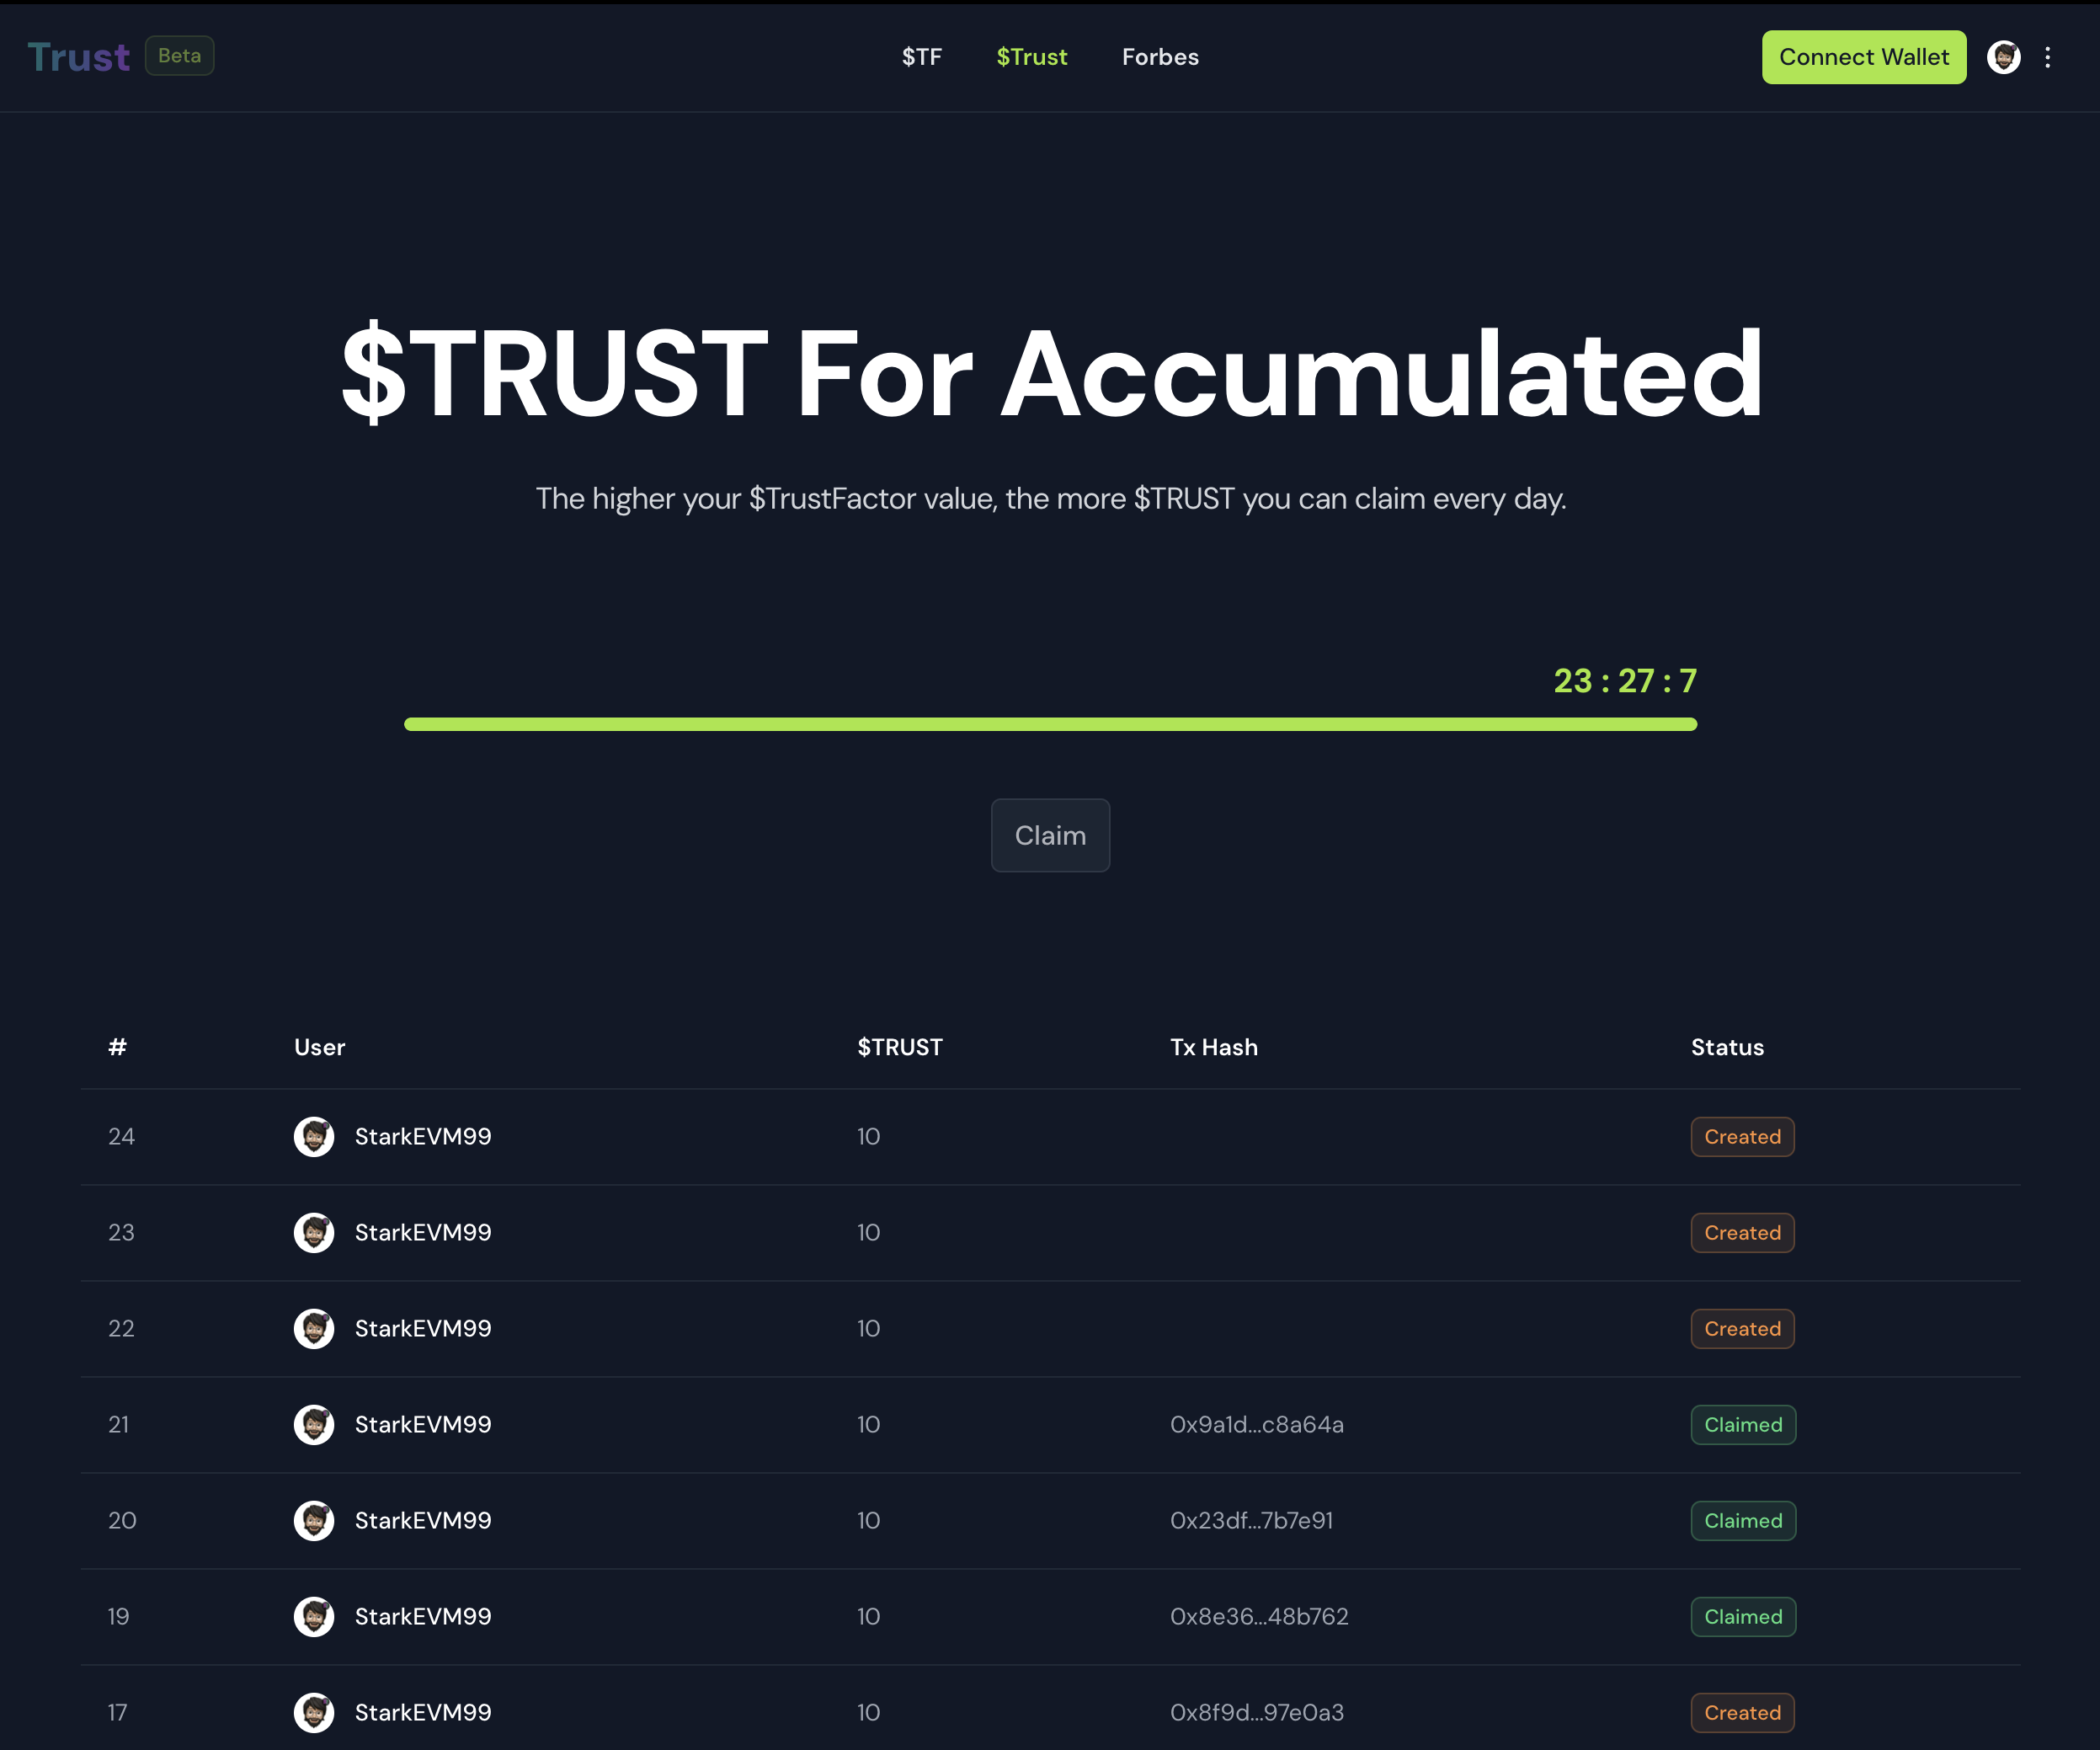 Trust Beta $TF $Trust Forbes Connect Wallet
$TRUST For Accumulated
The higher your $TrustFactor value, the more $TRUST you can claim every day.
23 : 27 : 7
Claim
# User $TRUST Tx Hash Status
24 StarkEVM99 10 Created
23 StarkEVM99 10 Created
22 StarkEVM99 10 Created
21 StarkEVM99 10 0x9a1d...c8a64a Claimed
20 StarkEVM99 10 0x23df...7b7e91 Claimed
19 StarkEVM99 10 0x8e36...48b762 Claimed
17 StarkEVM99 10 0x8f9d...97e0a3 Created